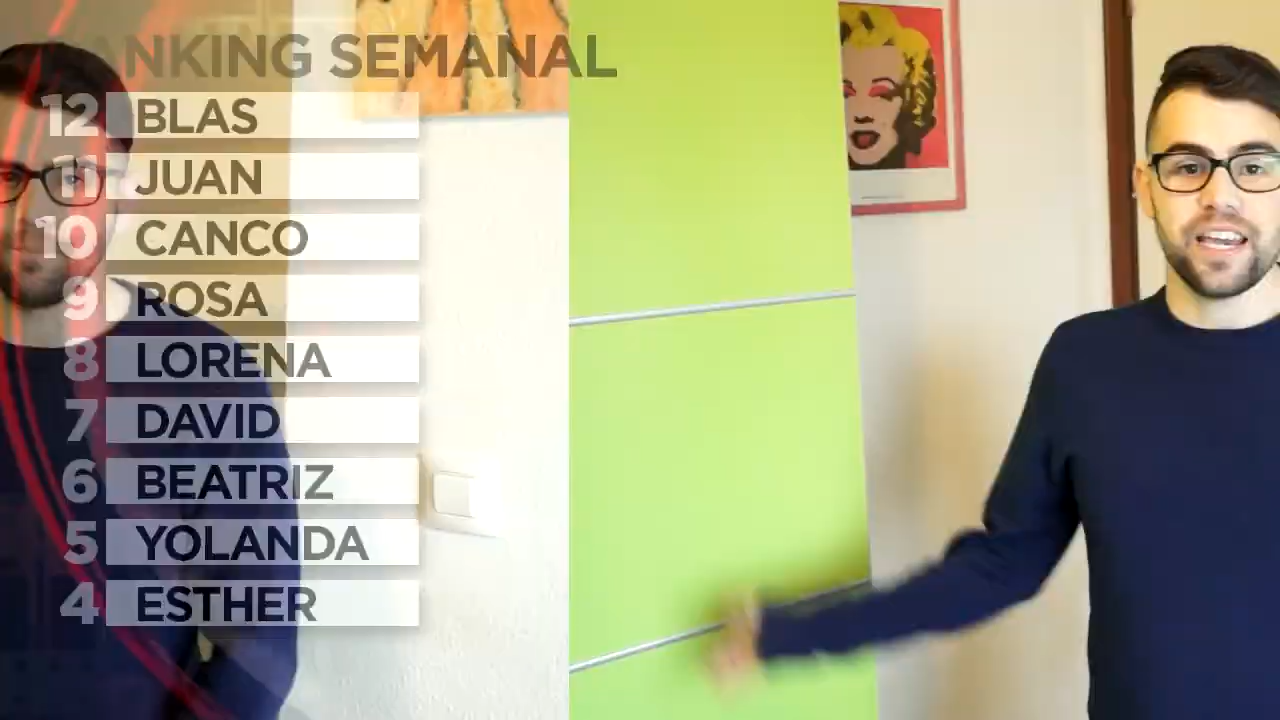 RANKING SEMANAL
12 BLAS
11 JUAN
10 CANCO
9 ROSA
8 LORENA
7 DAVID
6 BEATRIZ
5 YOLANDA
4 ESTHER